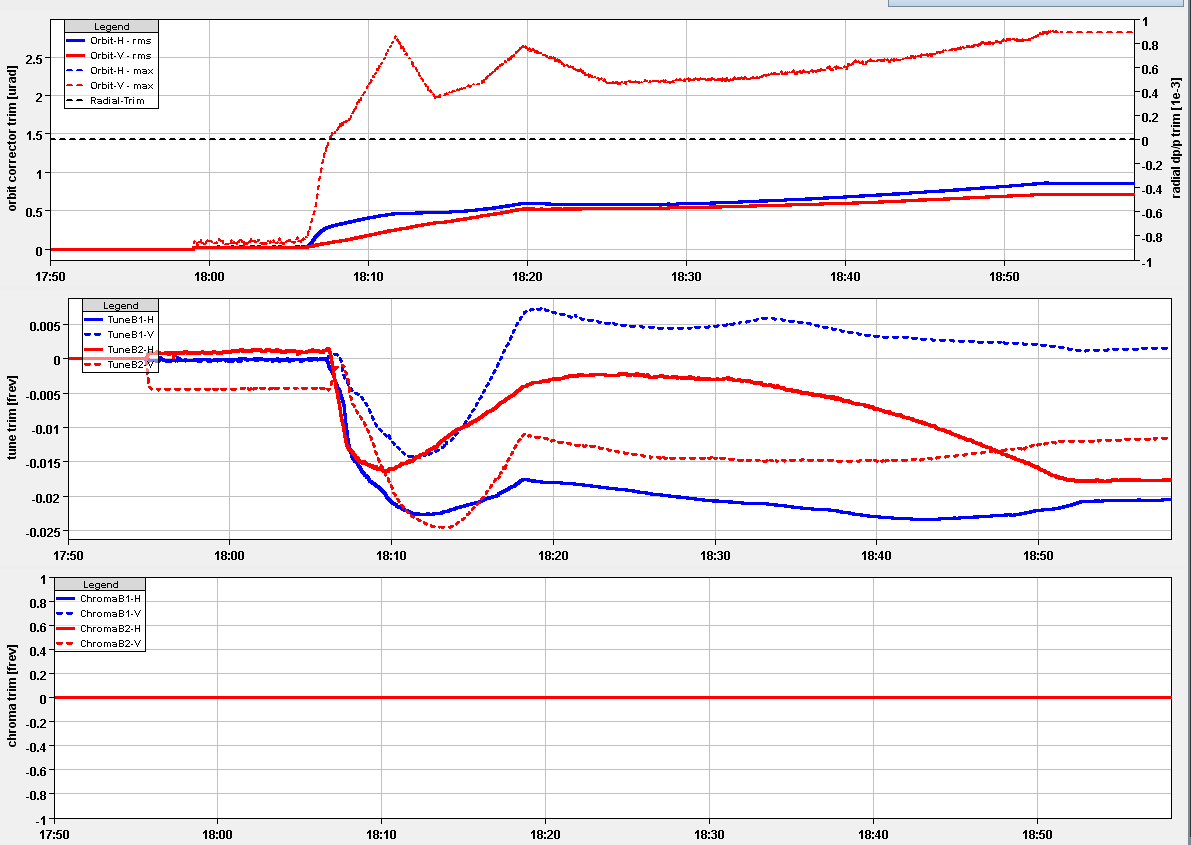 Legend
Orbit-H - rms
Orbit-V - rms
Orbit-H - max
Orbit-V - max
Radial-Trim
orbit corrector trim [urad]
2.5
2
1.5
1
0.5
0
radial dp/p trim [1e-3]
1
0.8
0.6
0.4
0.2
0
-0.2
-0.4
-0.6
-0.8
-1
17:50 18:00 18:10 18:20 18:30 18:40 18:50
Legend
TuneB1-H
TuneB1-V
TuneB2-H
TuneB2-V
tune trim [frev]
0.005
0
-0.005
-0.01
-0.015
-0.02
-0.025
17:50 18:00 18:10 18:20 18:30 18:40 18:50
Legend
ChromaB1-H
ChromaB1-V
ChromaB2-H
ChromaB2-V
chroma trim [frev]
1
0.8
0.6
0.4
0.2
0
-0.2
-0.4
-0.6
-0.8
-1
17:50 18:00 18:10 18:20 18:30 18:40 18:50